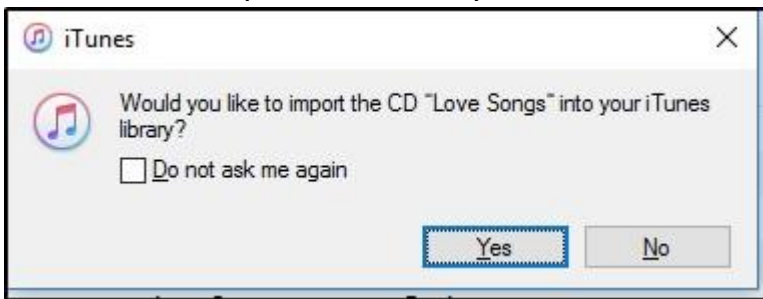 iTunes
Would you like to import the CD "Love Songs" into your iTunes
library?
Do not ask me again
Yes
No